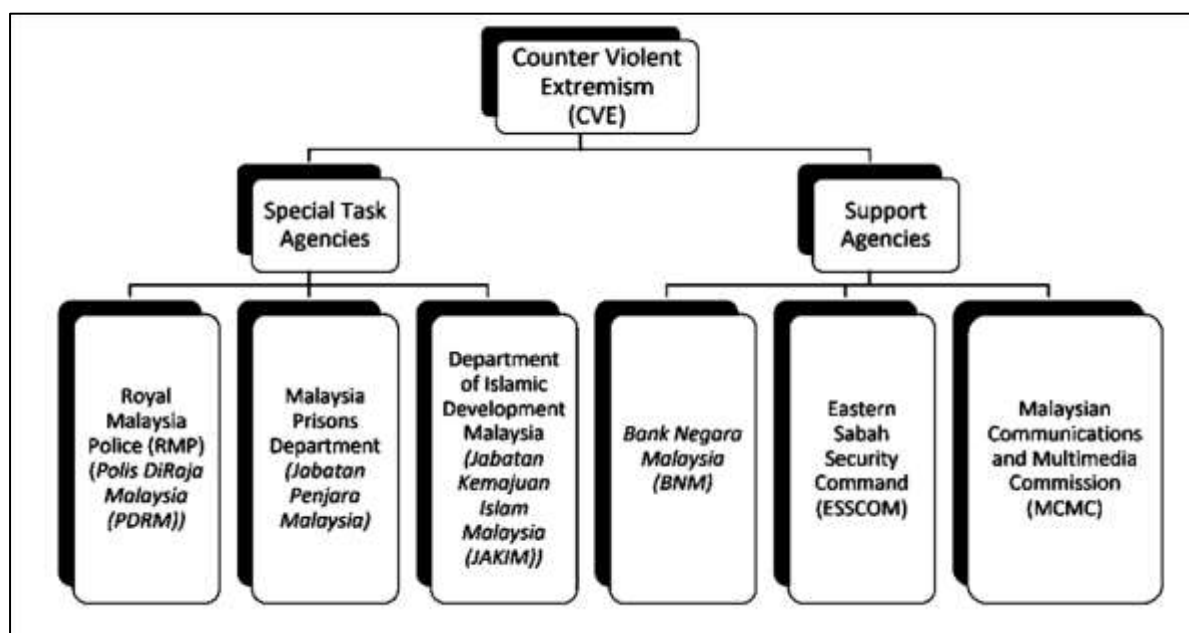 Counter Violent
Extremism
(CVE)
Special Task
Agencies
Support
Agencies
Royal
Malaysia
Police (RMP)
(Polis DiRaja
Malaysia
(PDRM))
Malaysia
Prisons
Department
(Jabatan
Penjara
Malaysia)
Department
of Islamic
Development
Malaysia
(Jabatan
Kemajuan
Islam
Malaysia
(JAKIM))
Bank Negara
Malaysia
(BNM)
Eastern
Sabah
Security
Command
(ESSCOM)
Malaysian
Communications
and Multimedia
Commission
(MCMC)